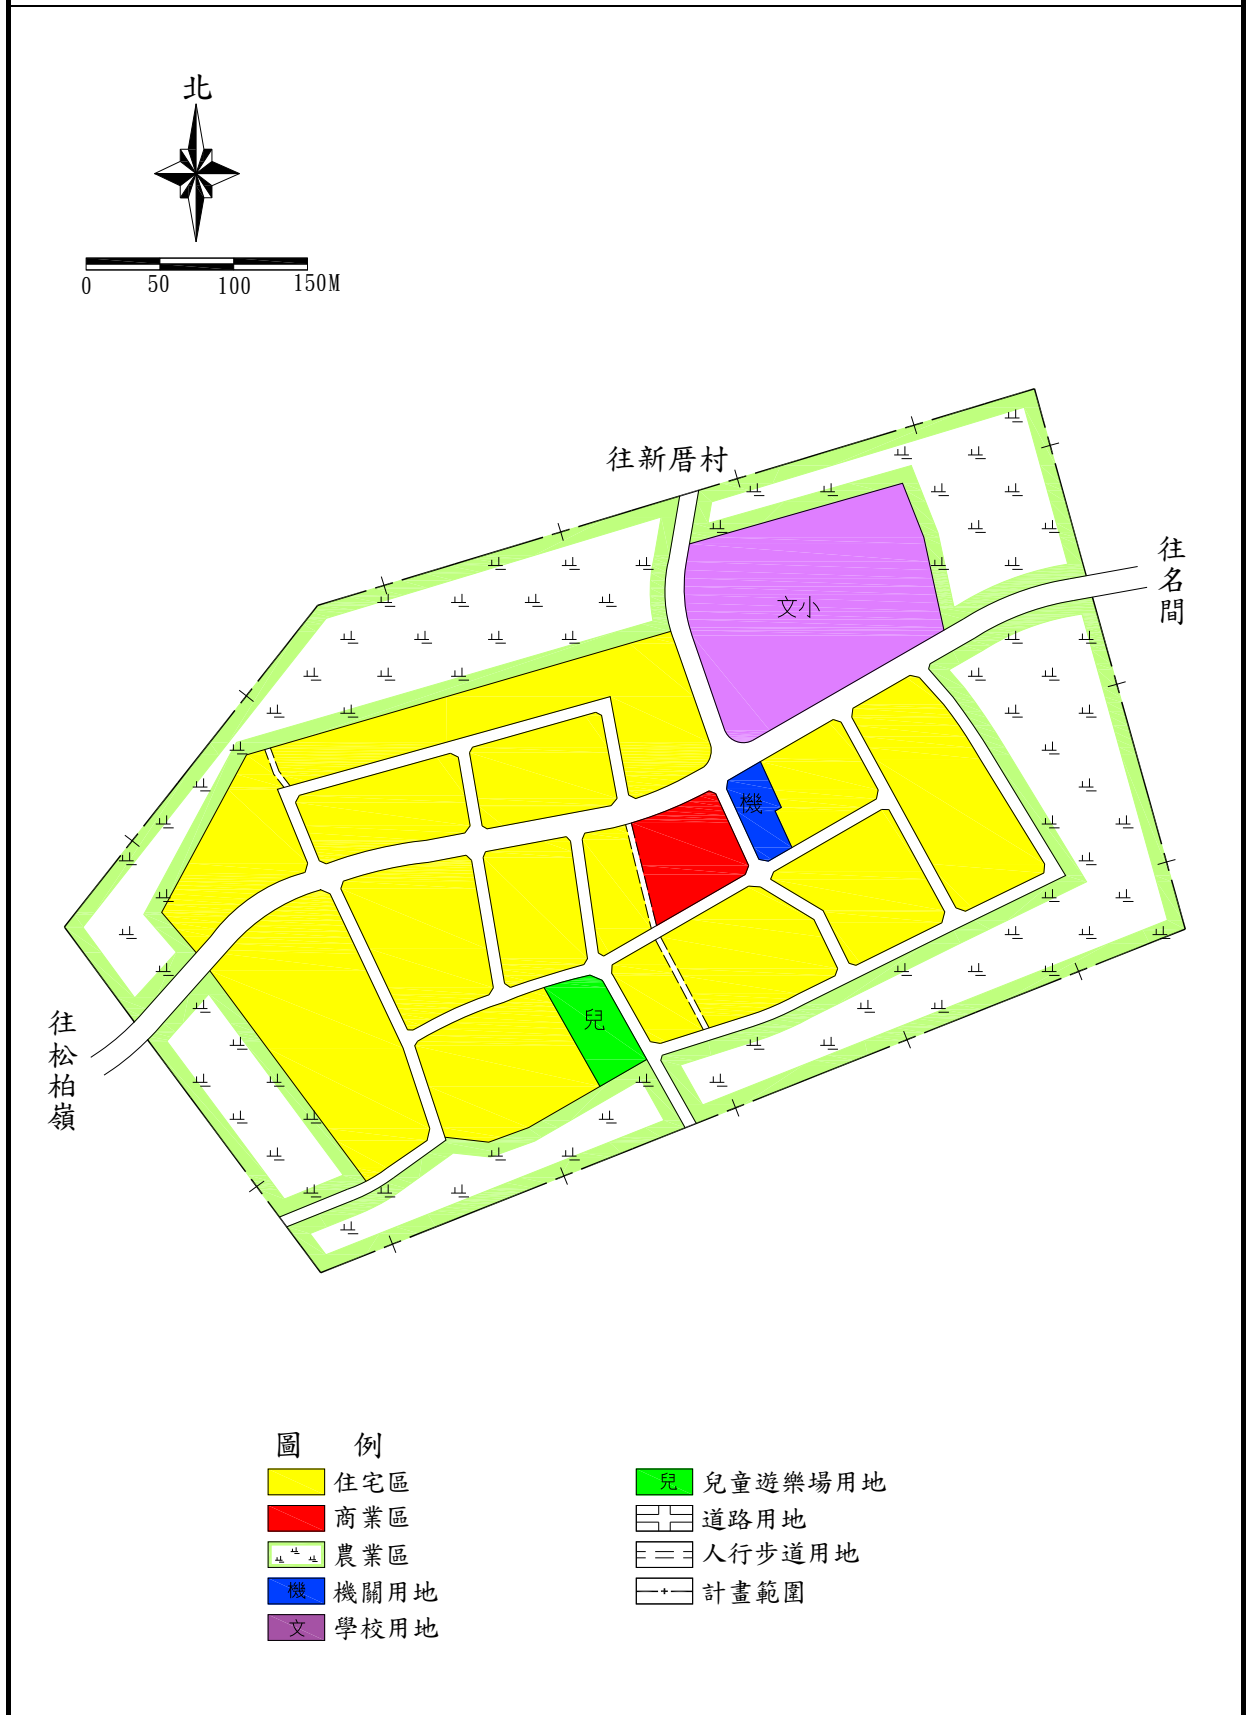 北
0 50 100 150M
往新厝村
往名間
文小
機
兒
往松柏嶺
圖 例
住宅區
商業區
農業區
機 機關用地
文 學校用地
兒 兒童遊樂場用地
道路用地
人行步道用地
計畫範圍